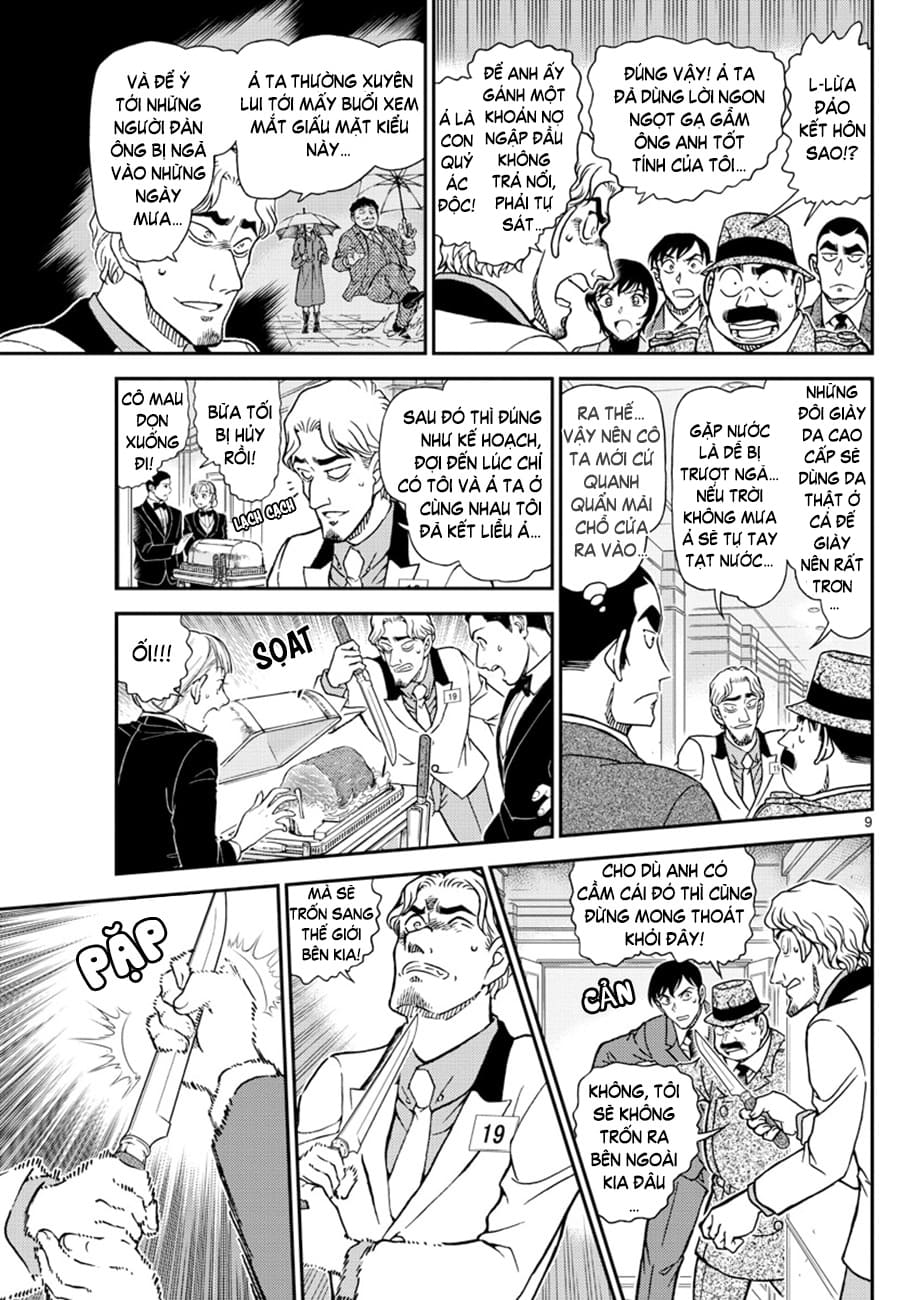 L-LỪA
ĐẢO
KẾT HÔN
SAO!?
ĐÚNG VẬY! Ả TA
ĐÃ DÙNG LỜI NGON
NGỌT GẠ GẪM
ÔNG ANH TỐT
TÍNH CỦA TÔI...
ĐỂ ANH ẤY
GÁNH MỘT
KHOẢN NỢ
NGẬP ĐẦU
KHÔNG
TRẢ NỔI,
PHẢI TỰ
SÁT...
Ả LÀ
CON
QUỶ
ÁC
ĐỘC!
Ả TA THƯỜNG XUYÊN
LUI TỚI MẤY BUỔI XEM
MẮT GIẤU MẶT KIỂU
NÀY...
VÀ ĐỂ Ý
TỚI NHỮNG
NGƯỜI ĐÀN
ÔNG BỊ NGÃ
VÀO NHỮNG
NGÀY
MƯA...
NHỮNG
ĐÔI GIÀY
DA CAO
CẤP SẼ
DÙNG DA
THẬT Ở
CẢ ĐẾ
GIÀY
NÊN RẤT
TRƠN
...
GẶP NƯỚC
LÀ DỄ BỊ
TRƯỢT NGÃ...
NẾU TRỜI
KHÔNG MƯA
Ả SẼ TỰ TAY
TẠT NƯỚC...
RA THẾ...
VẬY NÊN CÔ
TA MỚI CỨ
QUANH
QUẨN MÃI
CHỖ CỬA
RA VÀO...
SAU ĐÓ THÌ ĐÚNG
NHƯ KẾ HOẠCH,
ĐỢI ĐẾN LÚC CHỈ
CÓ TÔI VÀ Ả TA Ở
CÙNG NHAU TÔI
ĐÃ KẾT LIỄU Ả...
BỮA TỐI
BỊ HỦY
RỒI!
CÔ MAU
DỌN
XUỐNG
ĐI!
LẠCH CẠCH
19
SOẠT
19
ỐI!!!
9
CHO DÙ ANH CÓ
CẦM CÁI ĐÓ THÌ CŨNG
ĐỪNG MONG THOÁT
KHỎI ĐÂY!
CẢN
KHÔNG, TÔI
SẼ KHÔNG
TRỐN RA
BÊN NGOÀI
KIA ĐÂU
...
MÀ SẼ
TRỐN SANG
THẾ GIỚI
BÊN KIA!
19
PẶP